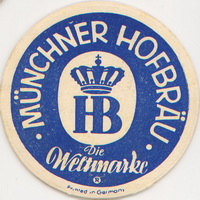 · MÜNCHNER HOFBRÄU ·
HB
Die
Weltmarke
Printed in Germany